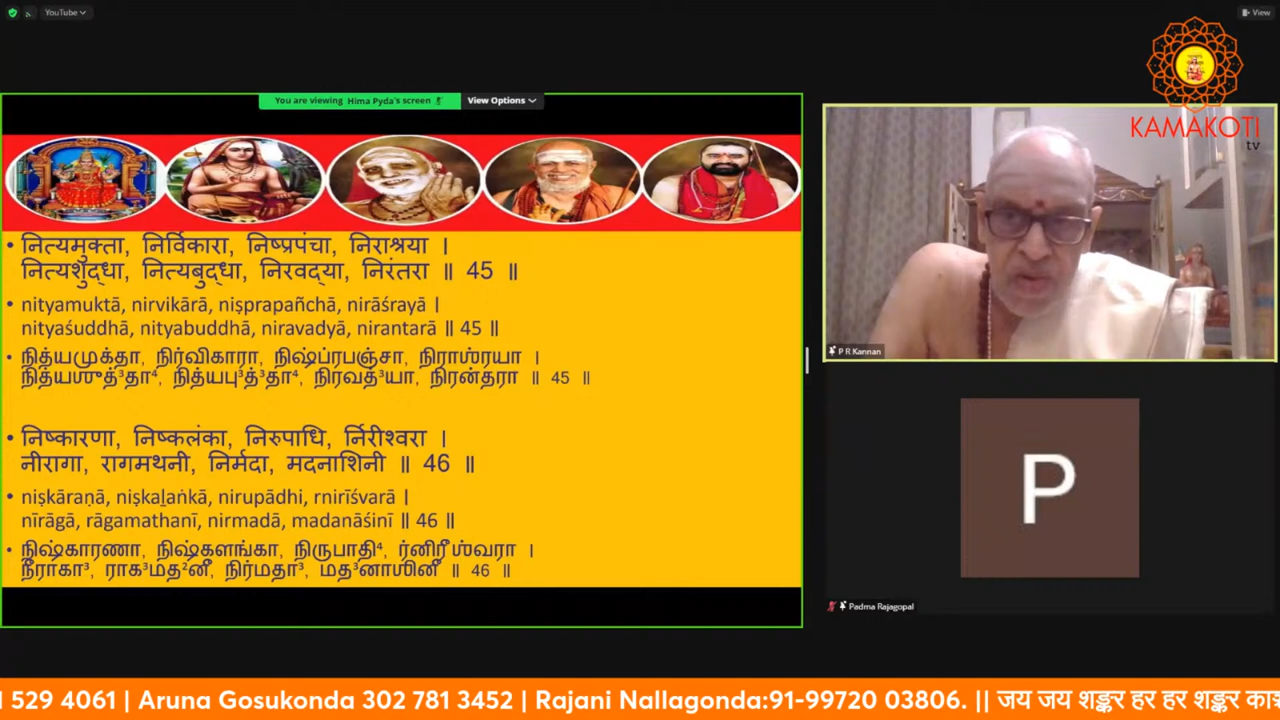 YouTube
View
KAMAKOTI
tv
You are viewing Hima Pyda's screen
View Options
• नित्यमुक्ता, निर्विकारा, निष्प्रपंचा, निराश्रया ।
नित्यशुद्धा, नित्यबुद्धा, निरवद्या, निरंतरा ॥ 45 ॥
• nityamuktā, nirvikārā, niṣprapañchā, nirāśrayā |
nityaśuddhā, nityabuddhā, niravadyā, nirantarā ‖ 45 ‖
• நித்யமுக்தா, நிர்விகாரா, நிஷ்ப்ரபஞ்சா, நிராஶ்ரயா ।
நித்யஶுத்³தா⁴, நித்யபு³த்³தா⁴, நிரவத்³யா, நிரன்தரா ॥ 45 ॥
• निष्कारणा, निष्कलंका, निरुपाधि, र्निरीश्वरा ।
नीरागा, रागमथनी, निर्मदा, मदनाशिनी ॥ 46 ॥
• niṣkāraṇā, niṣkaḻaṅkā, nirupādhi, rnirīśvarā |
nīrāgā, rāgamathanī, nirmadā, madanāśinī ‖ 46 ‖
• நிஷ்காரணா, நிஷ்களங்கா, நிருபாதி⁴, ர்னிரீஶ்வரா ।
நீராகா³, ராக³மத²னீ, நிர்மதா³, மத³னாஶினீ ॥ 46 ॥
P R Kannan
P
Padma Rajagopal
529 4061 | Aruna Gosukonda 302 781 3452 | Rajani Nallagonda:91-99720 03806. || जय जय शङ्कर हर हर शङ्कर